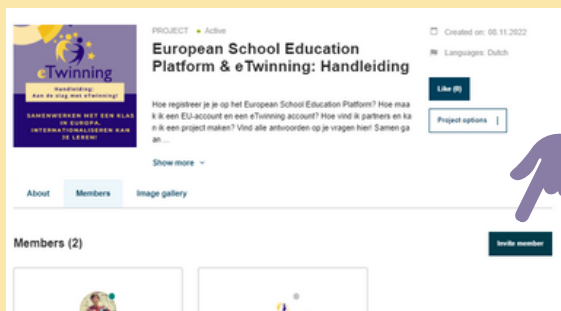 eTwinning
Handleiding:
Aan de slag met eTwinning!
SAMENWERKEN MET EEN KLAS
IN EUROPA.
INTERNATIONALISEREN KAN
JE LEREN!
PROJECT • Active
European School Education
Platform & eTwinning: Handleiding
Hoe registreer je je op het European School Education Platform? Hoe maa
k ik een EU-account en een eTwinning account? Hoe vind ik partners en ka
n ik een project maken? Vind alle antwoorden op je vragen hier! Samen ga
an ...
Show more
Created on: 08.11.2022
Languages: Dutch
Like (0)
Project options
About Members Image gallery
Members (2)
Invite member